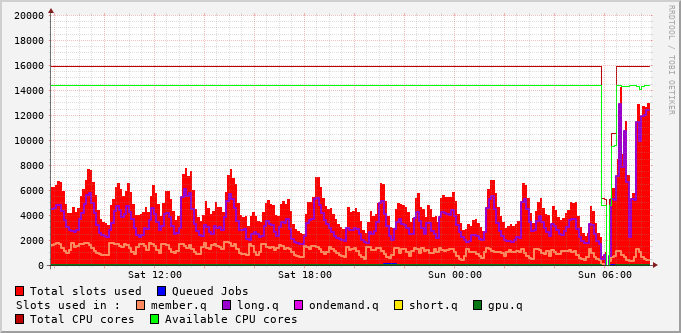 20000
18000
16000
14000
12000
10000
8000
6000
4000
2000
0
Sat 12:00 Sat 18:00 Sun 00:00 Sun 06:00
Total slots used Queued Jobs
Slots used in : member.q long.q ondemand.q short.q gpu.q
Total CPU cores Available CPU cores
RRDTOOL / TOBI OETIKER